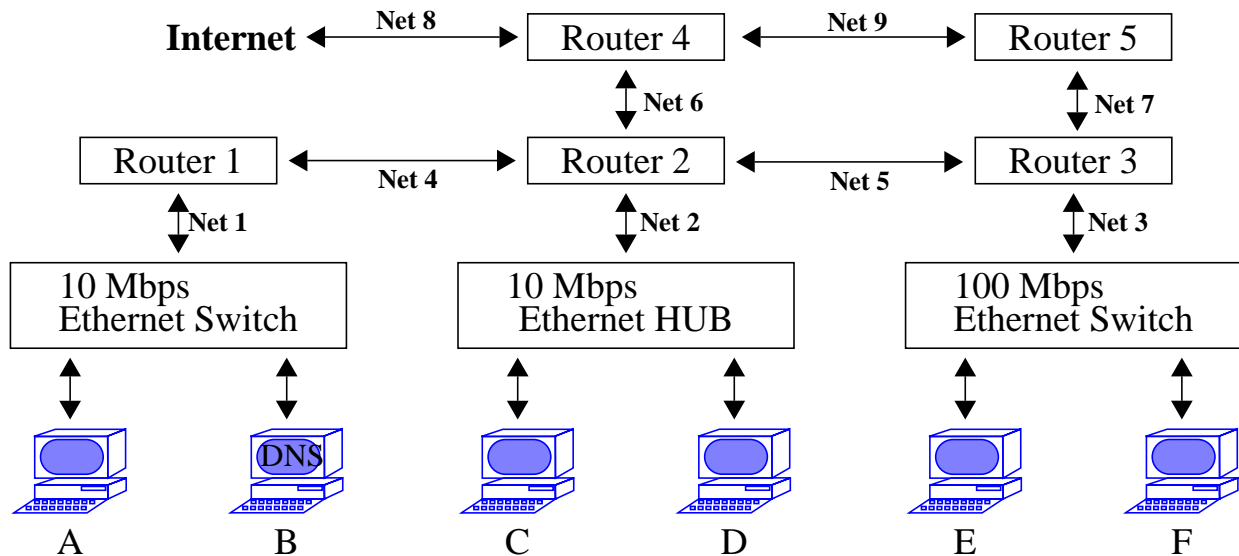 Internet
Net 8
Router 4
Net 9
Router 5
Net 6
Net 7
Router 1
Net 4
Router 2
Net 5
Router 3
Net 1
Net 2
Net 3
10 Mbps
Ethernet Switch
10 Mbps
Ethernet HUB
100 Mbps
Ethernet Switch
DNS
A
B
C
D
E
F